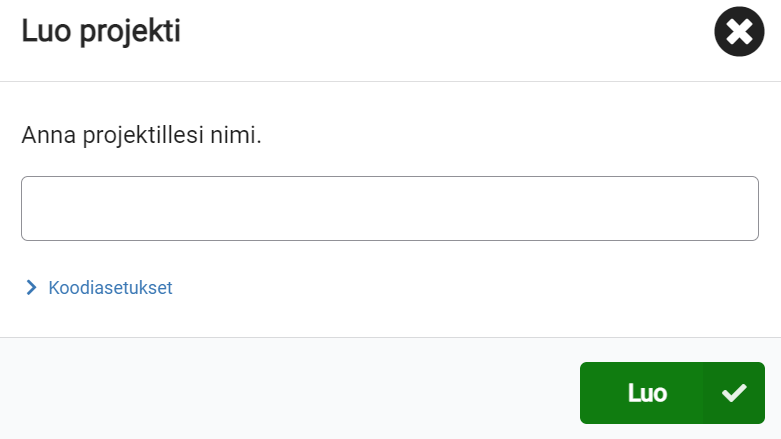 Luo projekti
Anna projektillesi nimi.
Koodiasetukset
Luo